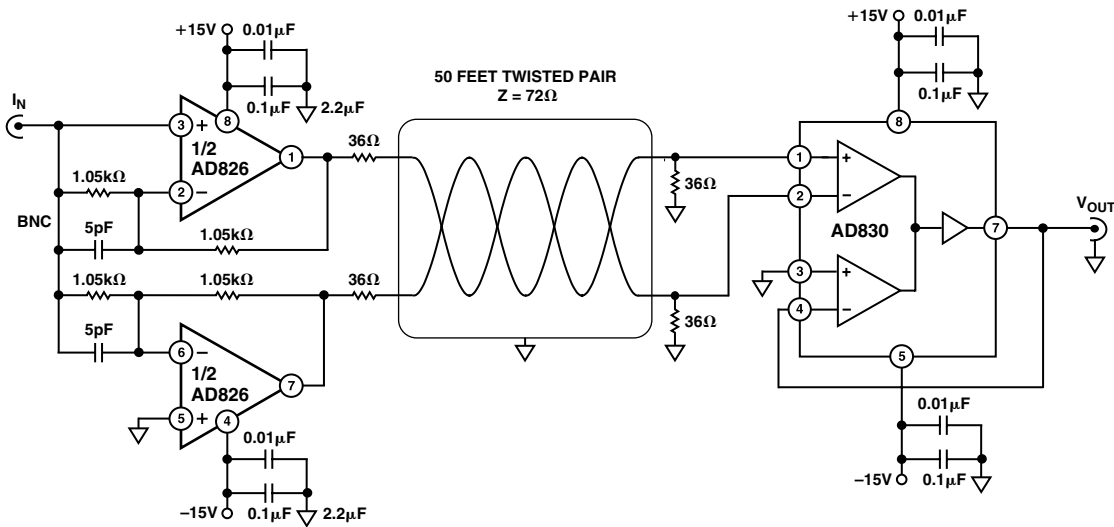 +15V
0.01µF
0.1µF
2.2µF
IN
3
+
8
1/2
AD826
1
2
–
1.05kΩ
BNC
5pF
1.05kΩ
36Ω
50 FEET TWISTED PAIR
Z = 72Ω
1.05kΩ
1.05kΩ
36Ω
5pF
6
–
1/2
AD826
7
5
+
4
0.01µF
0.1µF
2.2µF
–15V
36Ω
36Ω
+15V
0.01µF
0.1µF
8
1
+
2
–
AD830
3
+
4
–
7
VOUT
5
0.01µF
0.1µF
–15V